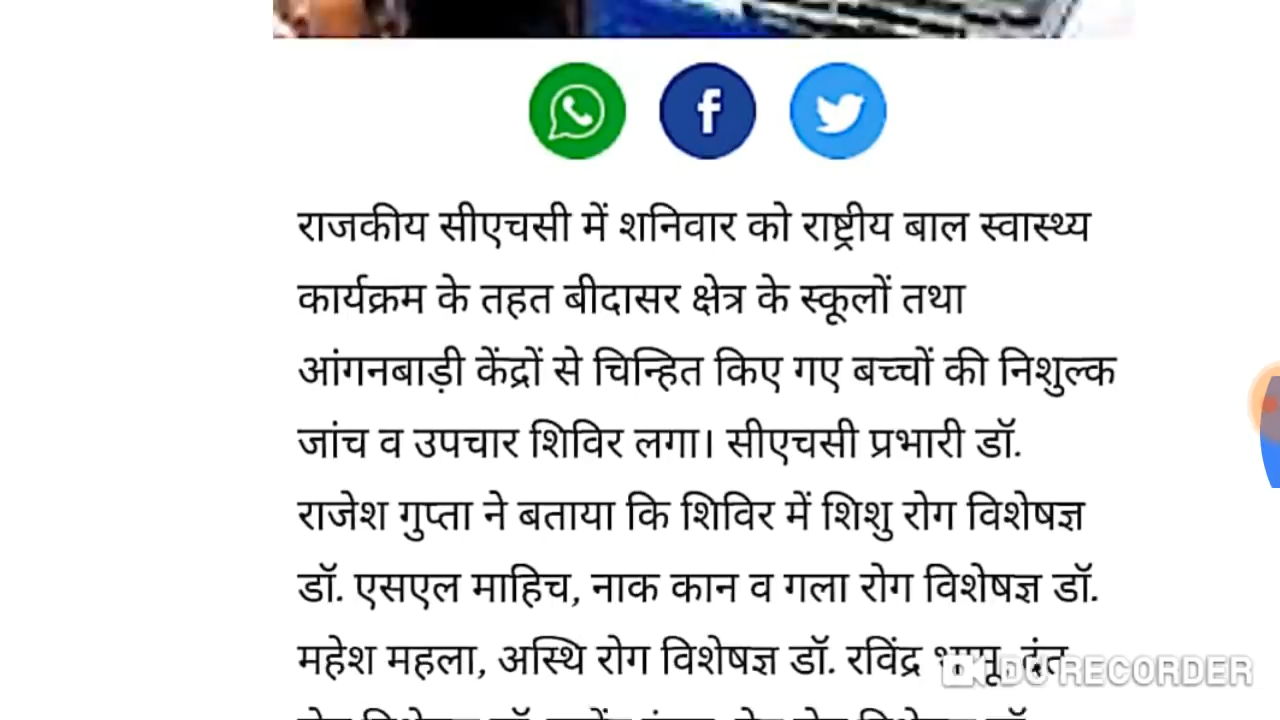 राजकीय सीएचसी में शनिवार को राष्ट्रीय बाल स्वास्थ्य
कार्यक्रम के तहत बीदासर क्षेत्र के स्कूलों तथा
आंगनबाड़ी केंद्रों से चिन्हित किए गए बच्चों की निशुल्क
जांच व उपचार शिविर लगा। सीएचसी प्रभारी डॉ.
राजेश गुप्ता ने बताया कि शिविर में शिशु रोग विशेषज्ञ
डॉ. एसएल माहिच, नाक कान व गला रोग विशेषज्ञ डॉ.
महेश महला, अस्थि रोग विशेषज्ञ डॉ. रविंद्र दंत
DU RECORDER